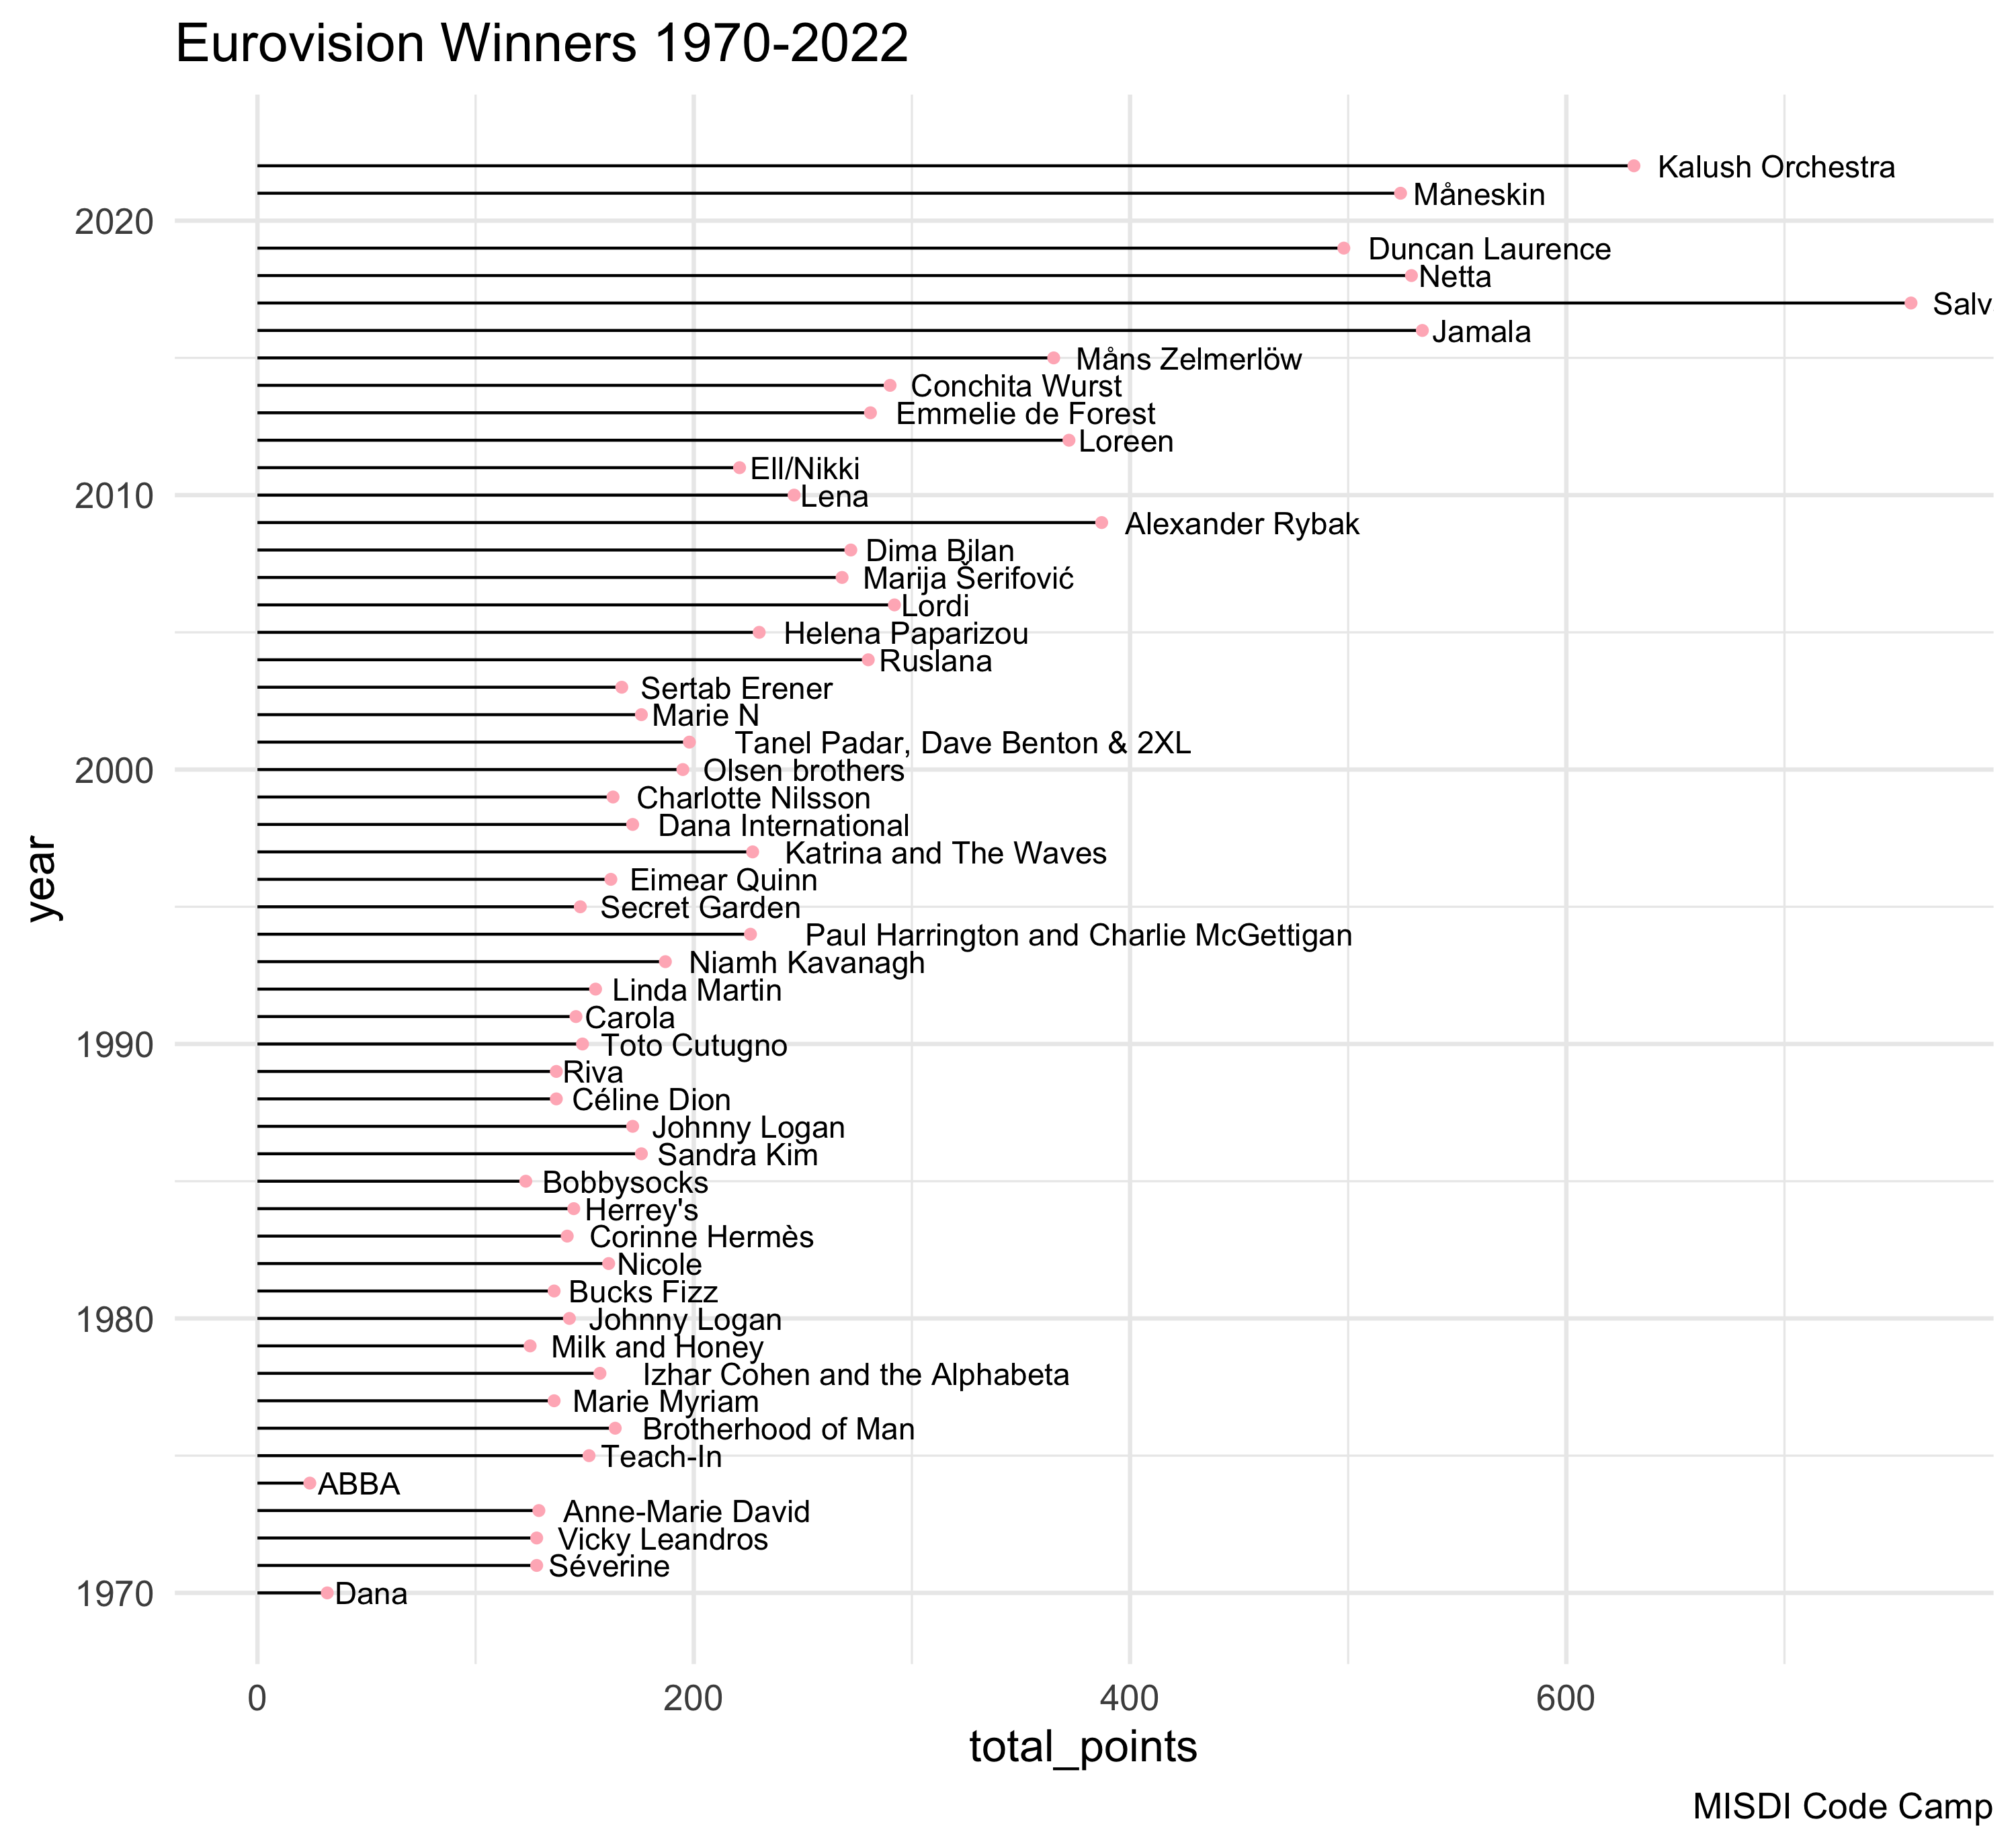 Eurovision Winners 1970-2022
Kalush Orchestra
Måneskin
2020
Duncan Laurence
Netta
Salv
Jamala
Måns Zelmerlöw
Conchita Wurst
Emmelie de Forest
Loreen
Ell/Nikki
2010
Lena
Alexander Rybak
Dima Bilan
Marija Šerifović
Lordi
Helena Paparizou
Ruslana
Sertab Erener
Marie N
Tanel Padar, Dave Benton & 2XL
2000
Olsen brothers
Charlotte Nilsson
Dana International
Katrina and The Waves
Eimear Quinn
Secret Garden
Paul Harrington and Charlie McGettigan
Niamh Kavanagh
Linda Martin
Carola
1990
Toto Cutugno
Riva
Céline Dion
Johnny Logan
Sandra Kim
Bobbysocks
Herrey's
Corinne Hermès
Nicole
Bucks Fizz
1980
Johnny Logan
Milk and Honey
Izhar Cohen and the Alphabeta
Marie Myriam
Brotherhood of Man
Teach-In
ABBA
Anne-Marie David
Vicky Leandros
Séverine
1970
Dana
year
0 200 400 600
total_points
MISDI Code Camp